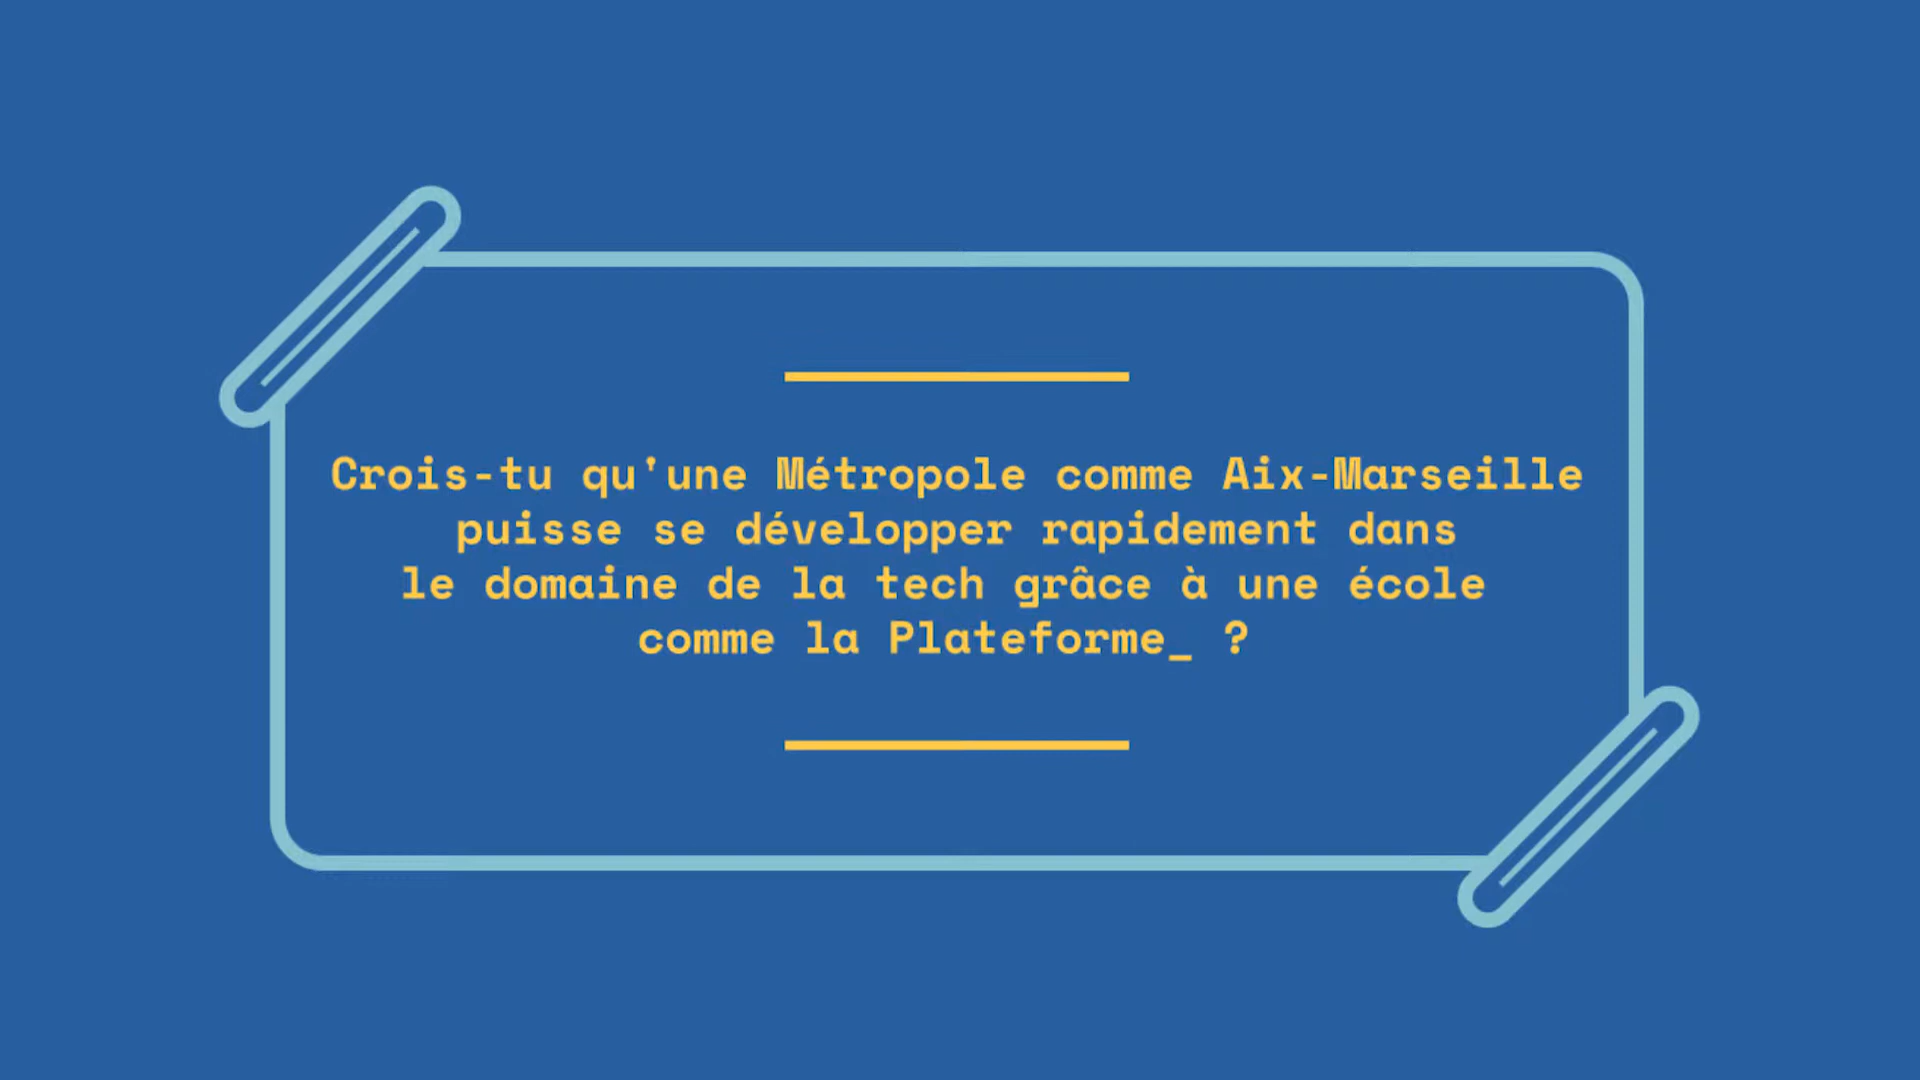 Crois-tu qu'une Métropole comme Aix-Marseille
puisse se développer rapidement dans
le domaine de la tech grâce à une école
comme la Plateforme_ ?